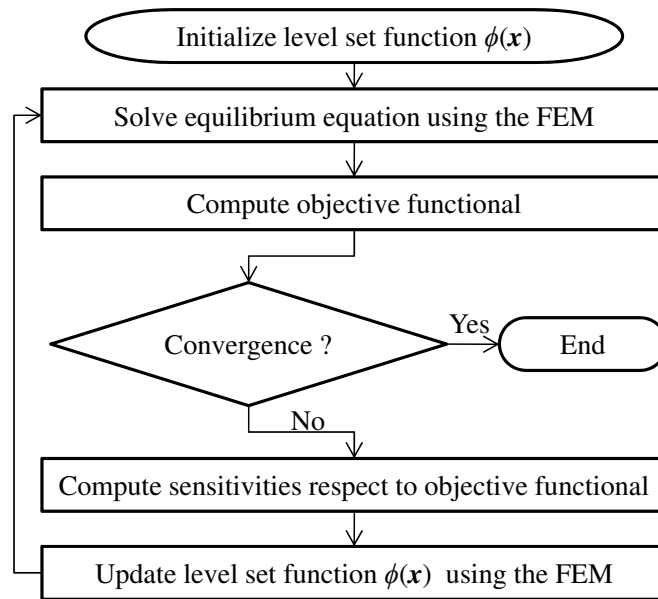 Initialize level set function ϕ(x)
Solve equilibrium equation using the FEM
Compute objective functional
Convergence ?
Yes
End
No
Compute sensitivities respect to objective functional
Update level set function ϕ(x) using the FEM